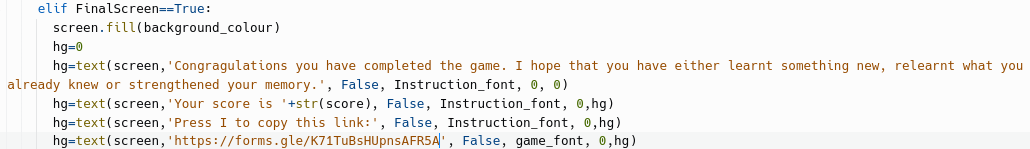 elif FinalScreen==True:
screen.fill(background_colour)
hg=0
hg=text(screen,'Congragulations you have completed the game. I hope that you have either learnt something new, relearnt what you
already knew or strengthened your memory.', False, Instruction_font, 0, 0)
hg=text(screen,'Your score is '+str(score), False, Instruction_font, 0,hg)
hg=text(screen,'Press I to copy this link:', False, Instruction_font, 0,hg)
hg=text(screen,'https://forms.gle/K71TuBsHUpnsAFR5A', False, game_font, 0,hg)